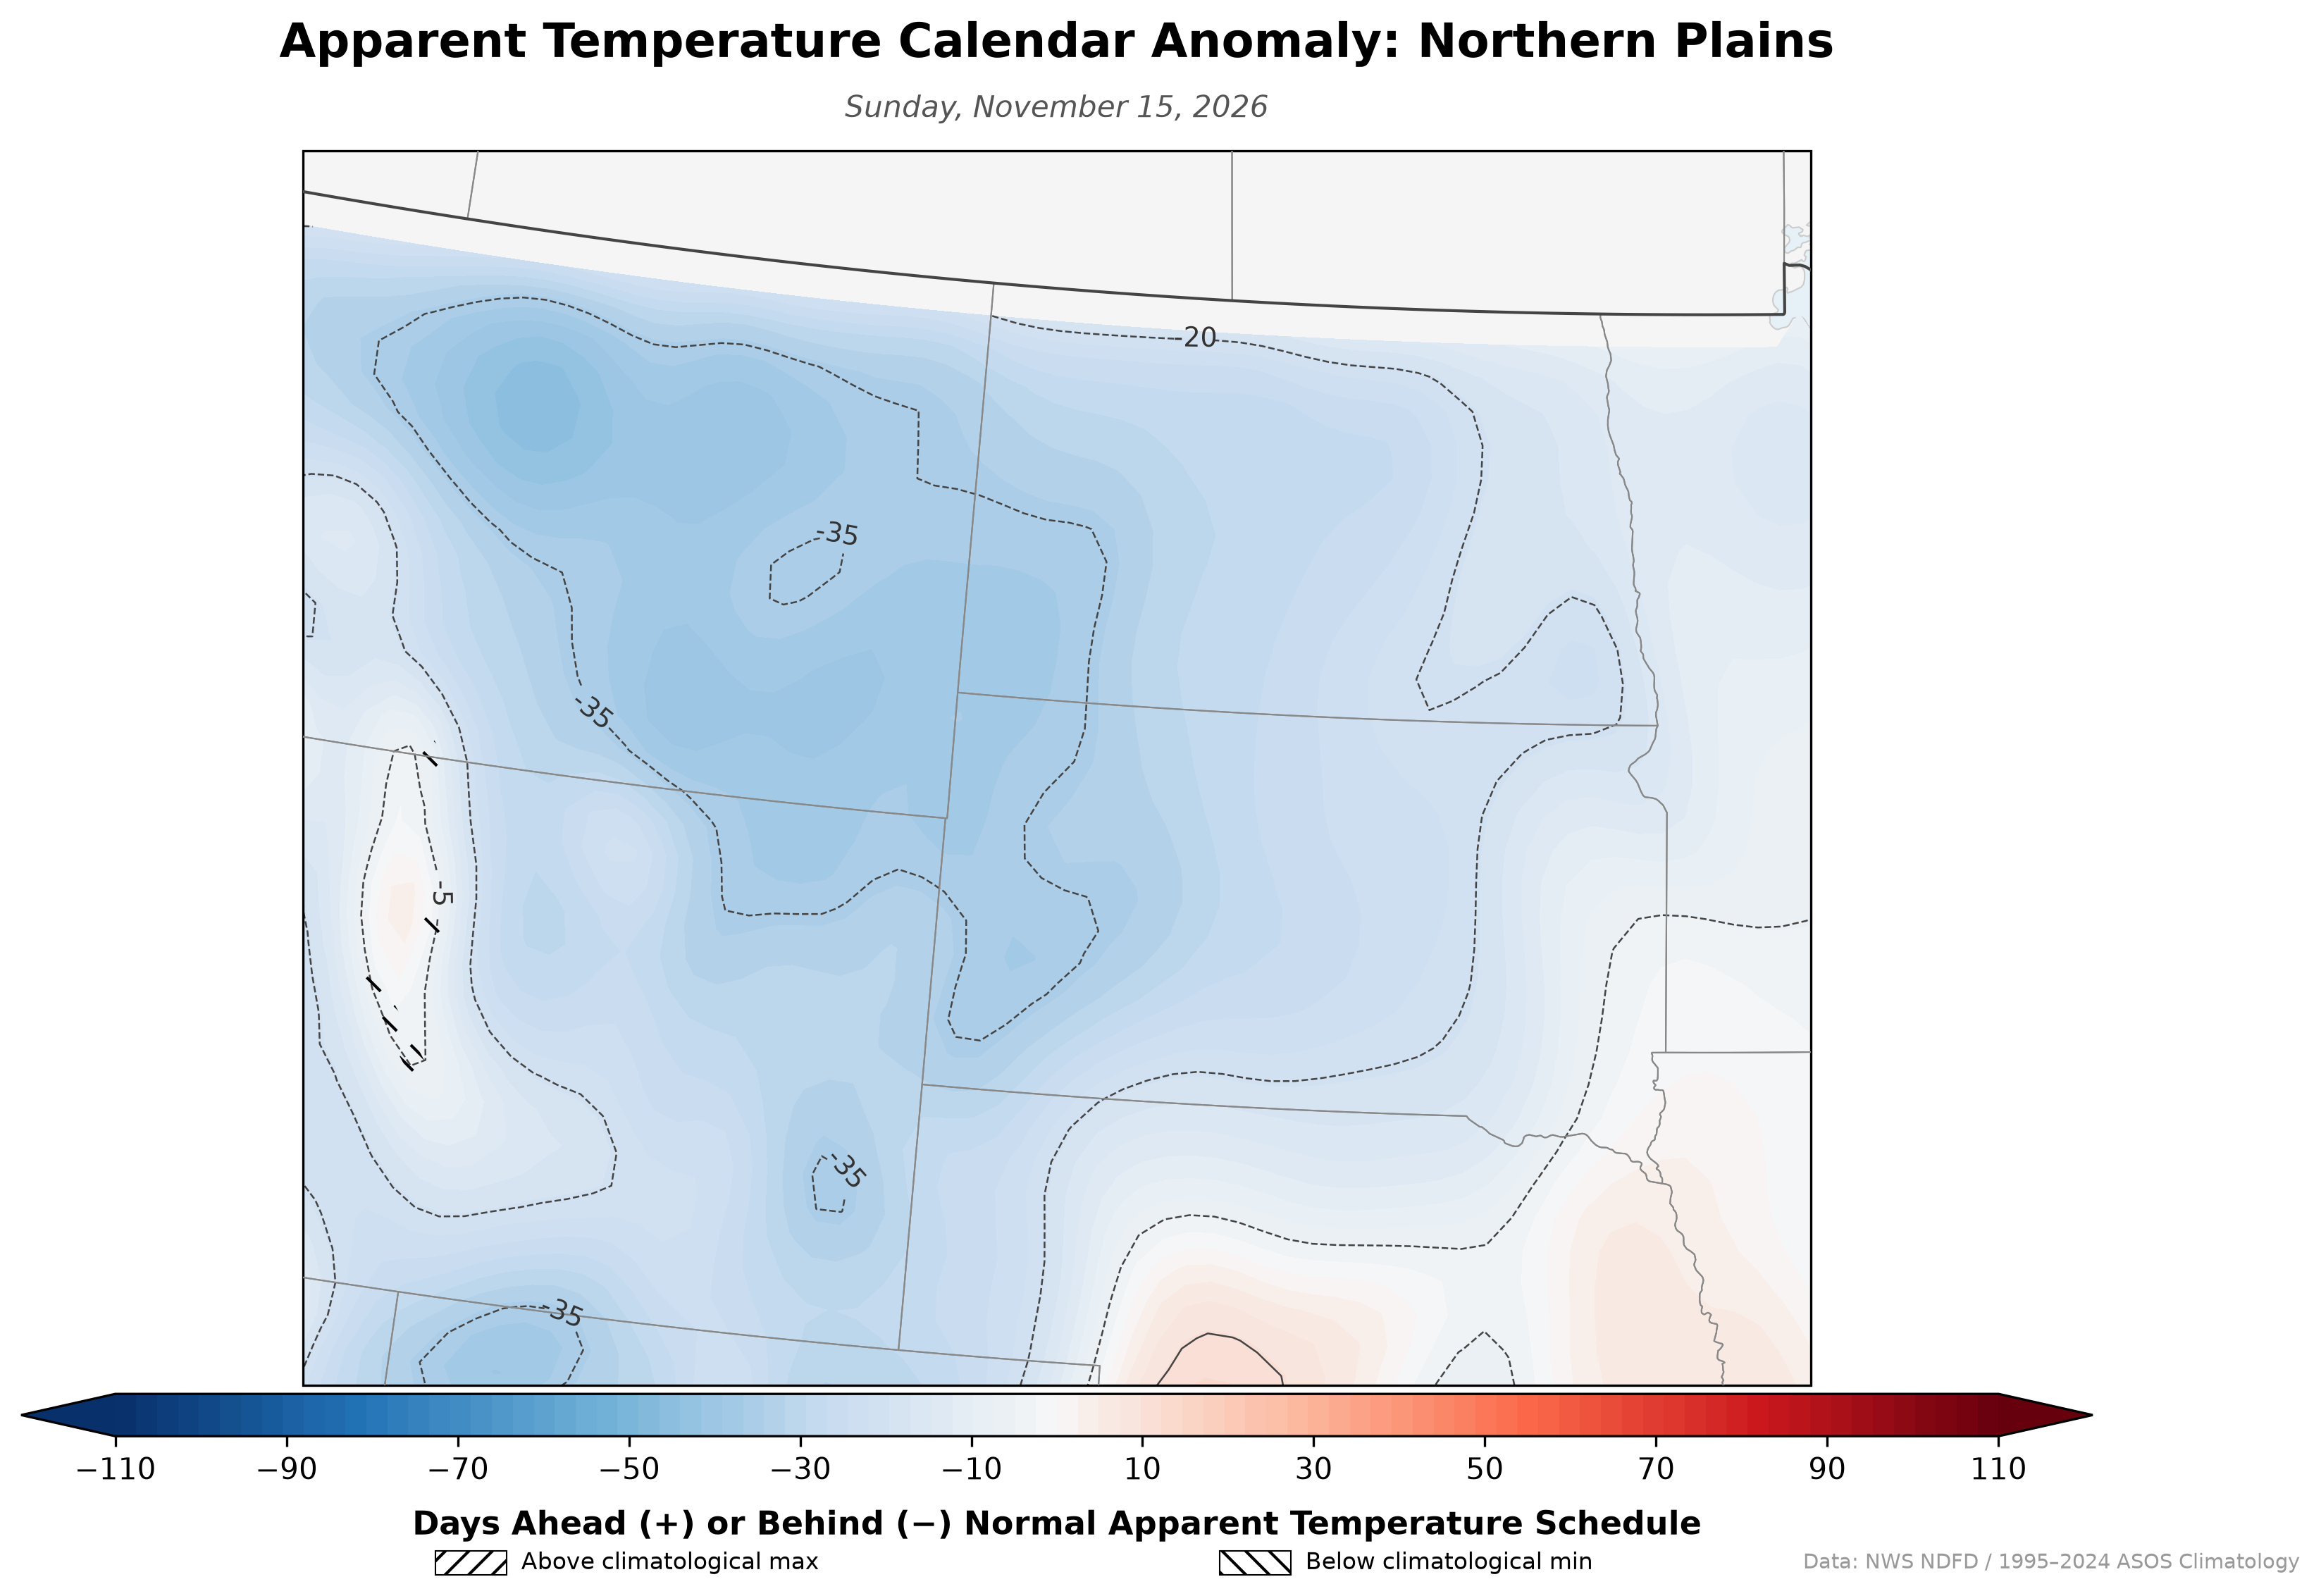 Apparent Temperature Calendar Anomaly: Northern Plains
Sunday, November 15, 2026
-20
-35
-35
-5
-35
-35
−110 −90 −70 −50 −30 −10 10 30 50 70 90 110
Days Ahead (+) or Behind (−) Normal Apparent Temperature Schedule
Above climatological max
Below climatological min
Data: NWS NDFD / 1995–2024 ASOS Climatology